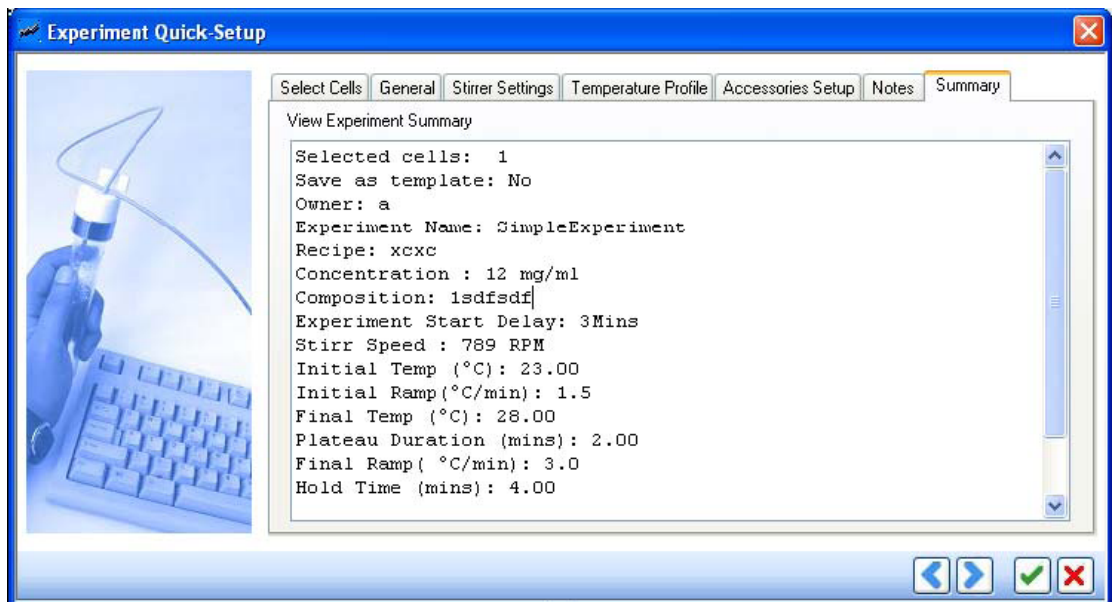 Experiment Quick-Setup
Select Cells General Stirrer Settings Temperature Profile Accessories Setup Notes Summary
View Experiment Summary
Selected cells: 1
Save as template: No
Owner: a
Experiment Name: SimpleExperiment
Recipe: xcxc
Concentration : 12 mg/ml
Composition: 1sdfsdf
Experiment Start Delay: 3Mins
Stirr Speed : 789 RPM
Initial Temp (°C): 23.00
Initial Ramp(°C/min): 1.5
Final Temp (°C): 28.00
Plateau Duration (mins): 2.00
Final Ramp( °C/min): 3.0
Hold Time (mins): 4.00